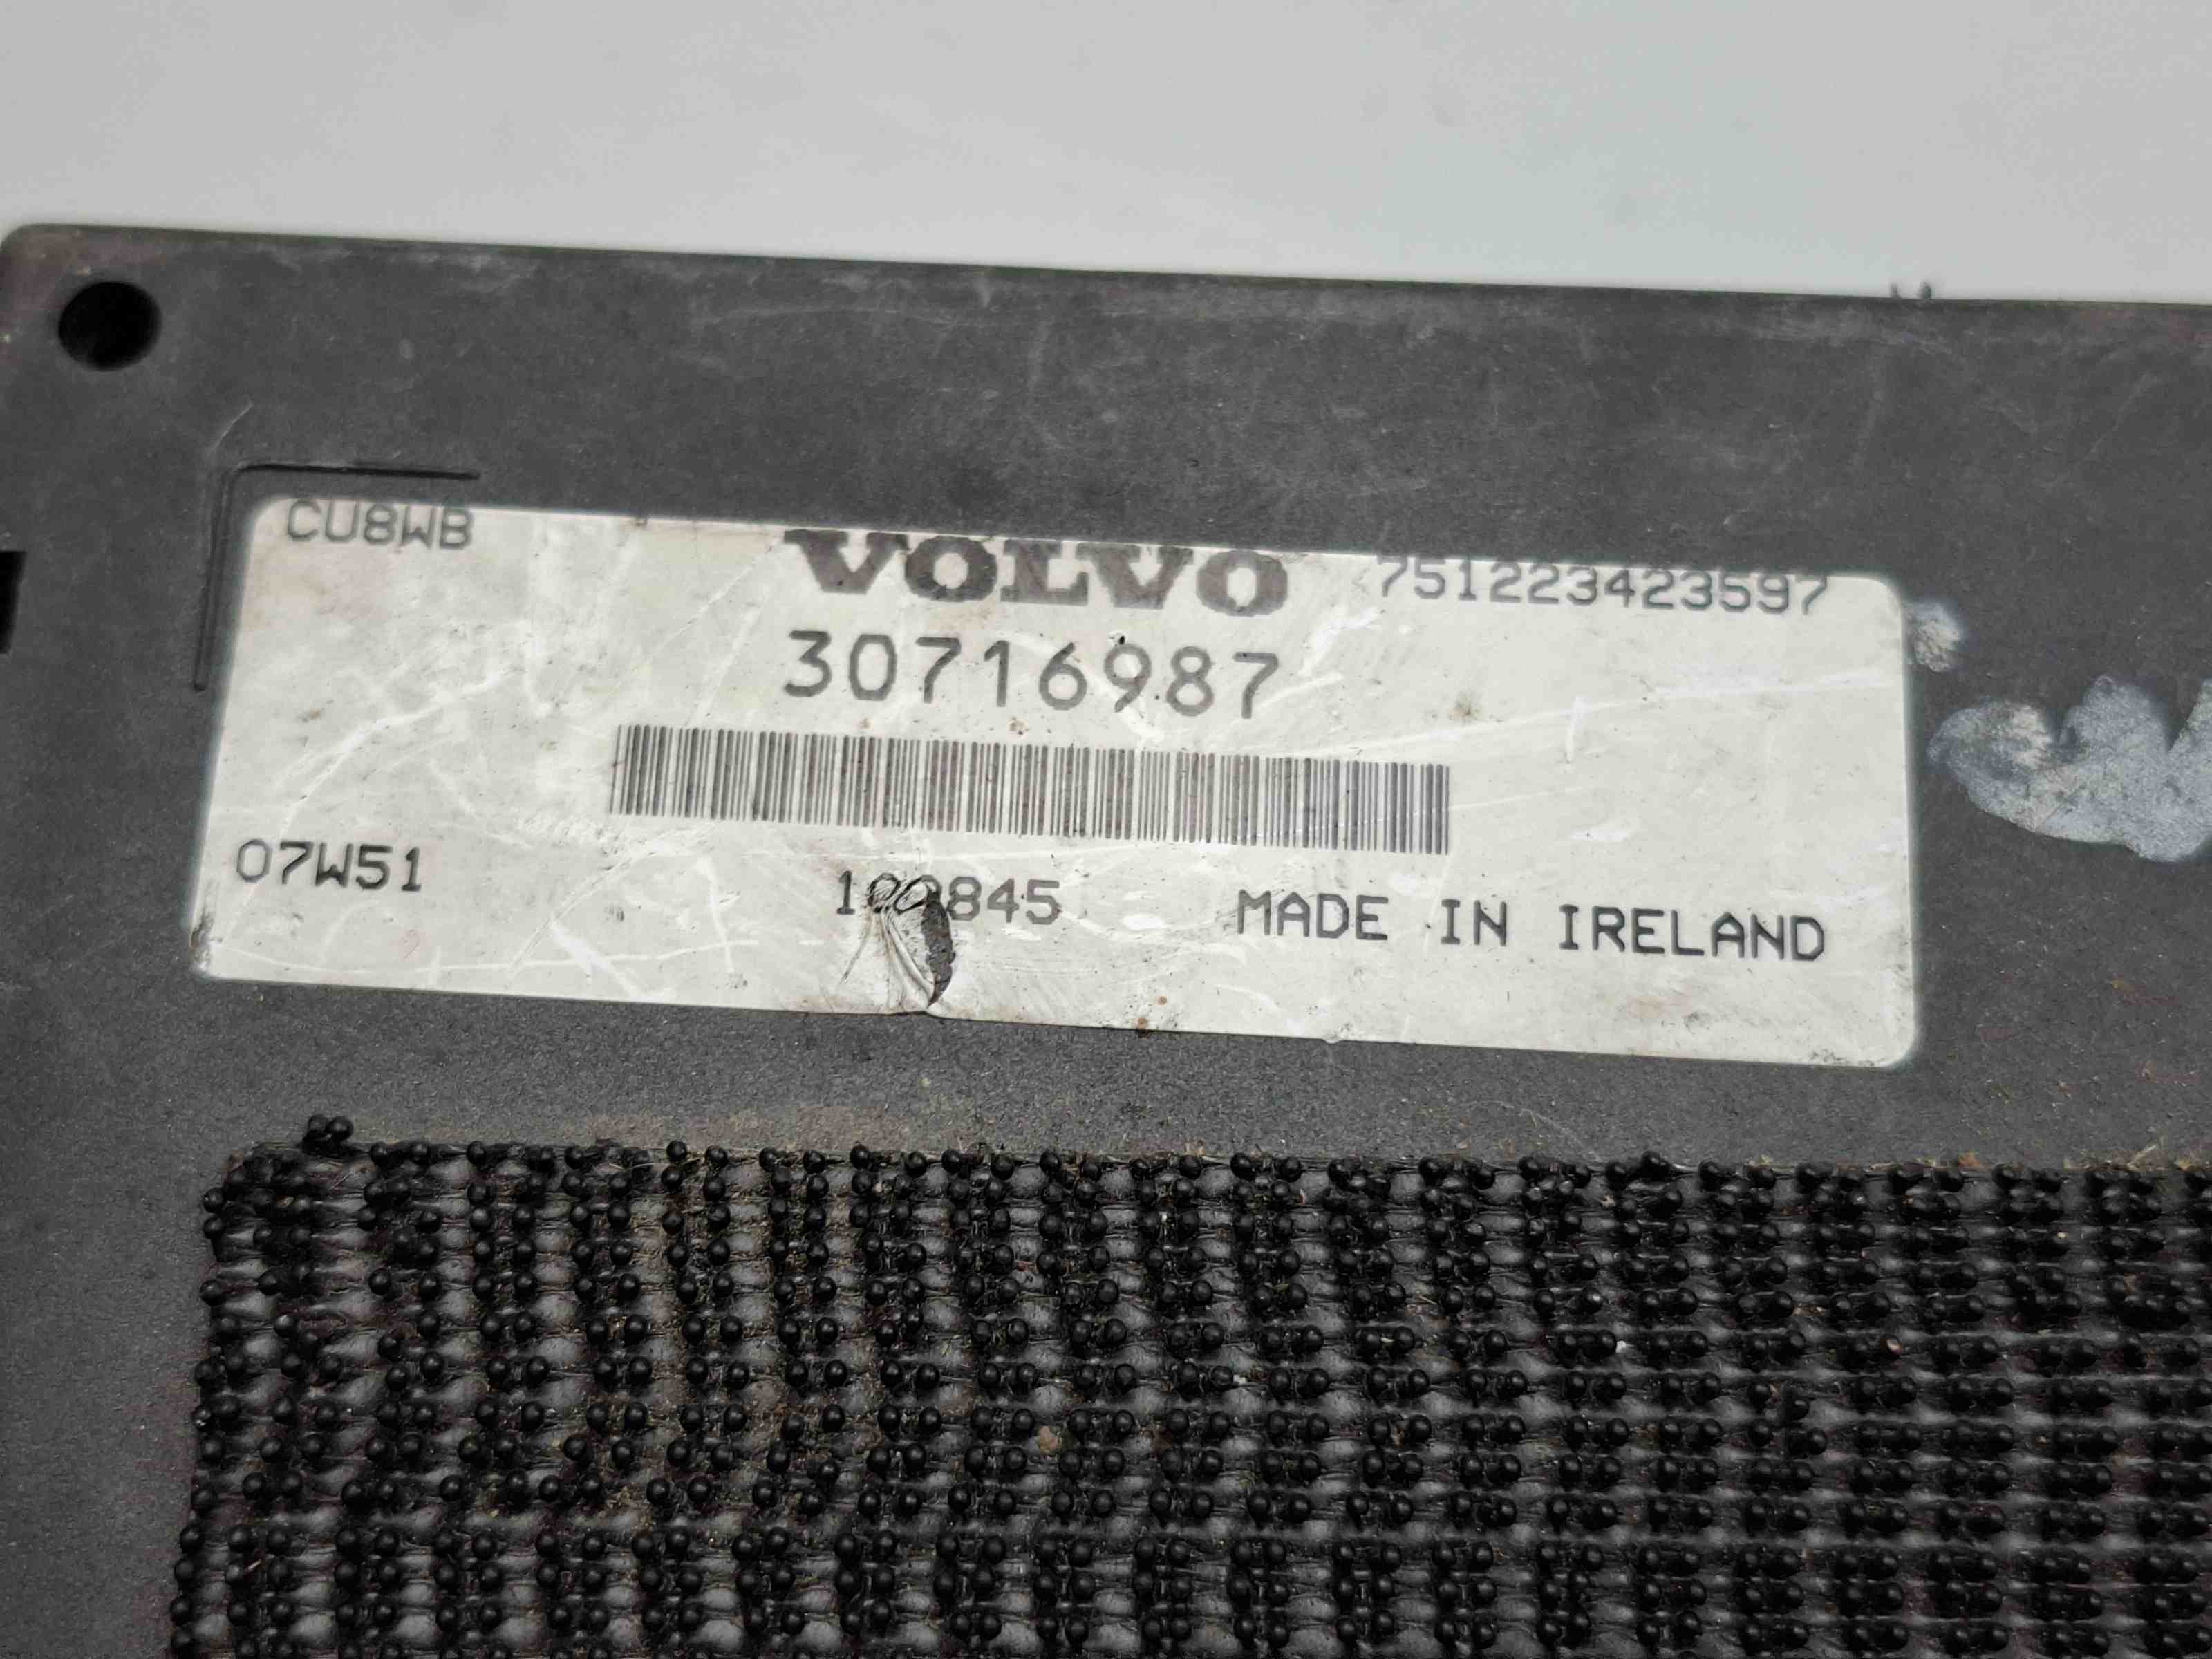 CU8WB
VOLVO
751223423597
30716987
07W51
MADE IN IRELAND